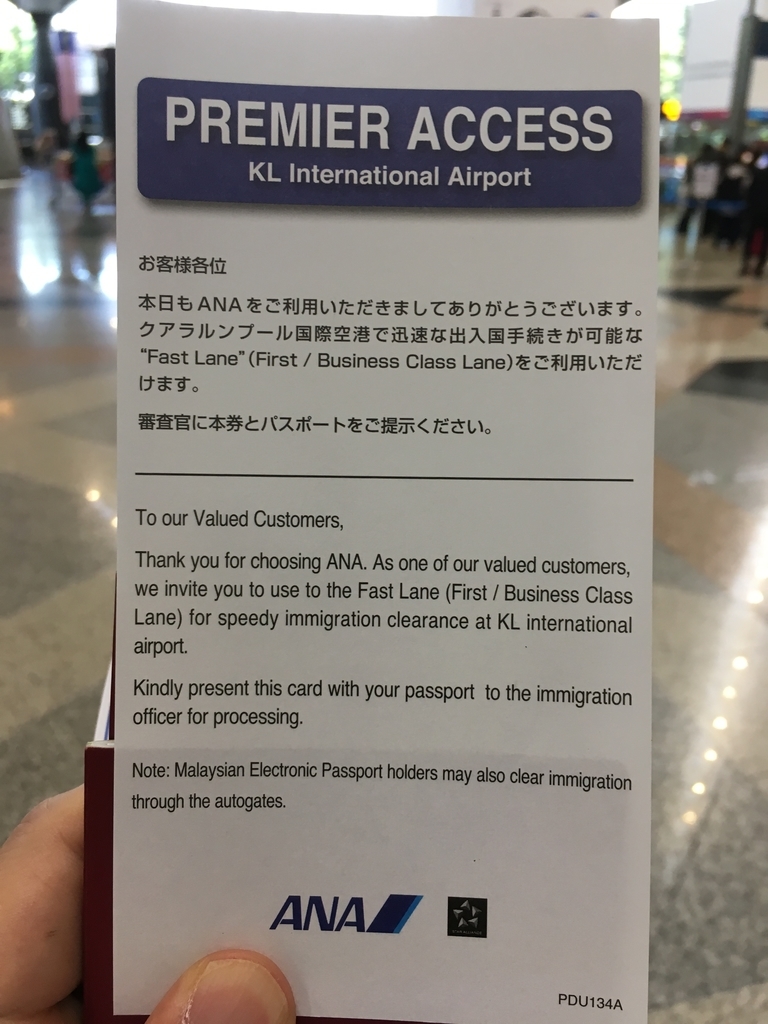 PREMIER ACCESS
KL International Airport
お客様各位
本日もANAをご利用いただきましてありがとうございます。
クアラルンプール国際空港で迅速な出入国手続きが可能な
“Fast Lane” (First / Business Class Lane)をご利用いただ
けます。
審査官に本券とパスポートをご提示ください。
To our Valued Customers,
Thank you for choosing ANA. As one of our valued customers,
we invite you to use to the Fast Lane (First / Business Class
Lane) for speedy immigration clearance at KL international
airport.
Kindly present this card with your passport to the immigration
officer for processing.
Note: Malaysian Electronic Passport holders may also clear immigration
through the autogates.
ANA
PDU134A